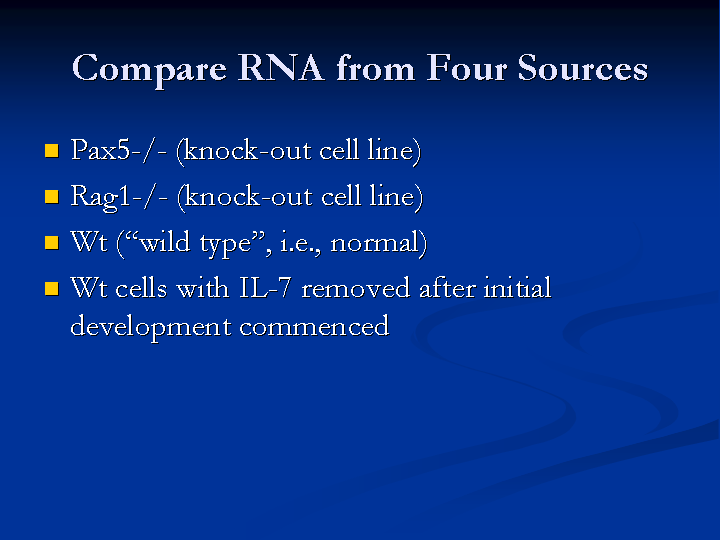 Compare RNA from Four Sources
Pax5-/- (knock-out cell line)
Rag1-/- (knock-out cell line)
Wt (“wild type”, i.e., normal)
Wt cells with IL-7 removed after initial
development commenced